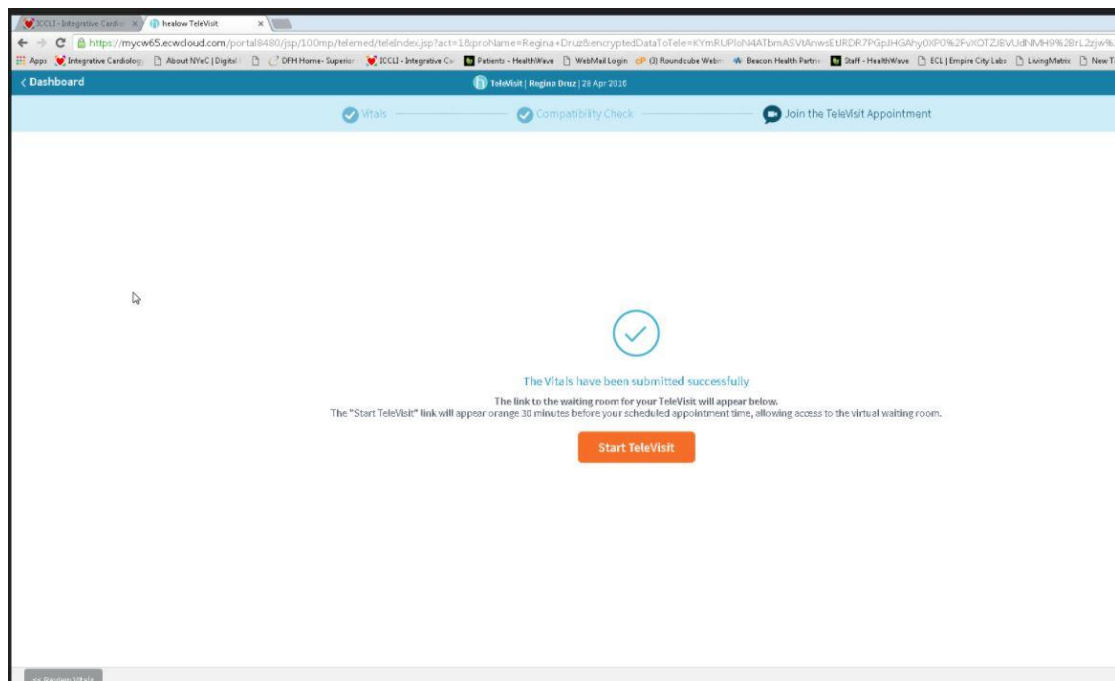 ICCLI - Integrative Cardio healow TeleVisit
https://mycw65.ecwcloud.com/portal8480/jsp/100mp/telemed/teleIndex.jsp?act=1&proName=Regina+Druz&encryptedDataToTele=
Apps Integrative Cardiology About NYeC | Digital DFH Home- Superior ICCLI - Integrative Ca Patients - HealthWave WebMail Login (3) Roundcube Webm Beacon Health Partne Staff - HealthWave ECL | Empire City Labs LivingMatrix New T
< Dashboard TeleVisit | Regina Druz | 28 Apr 2016
Vitals Compatibility Check Join the TeleVisit Appointment
The Vitals have been submitted successfully
The link to the waiting room for your TeleVisit will appear below.
The "Start TeleVisit" link will appear orange 30 minutes before your scheduled appointment time, allowing access to the virtual waiting room.
Start TeleVisit
<< Review Vitals